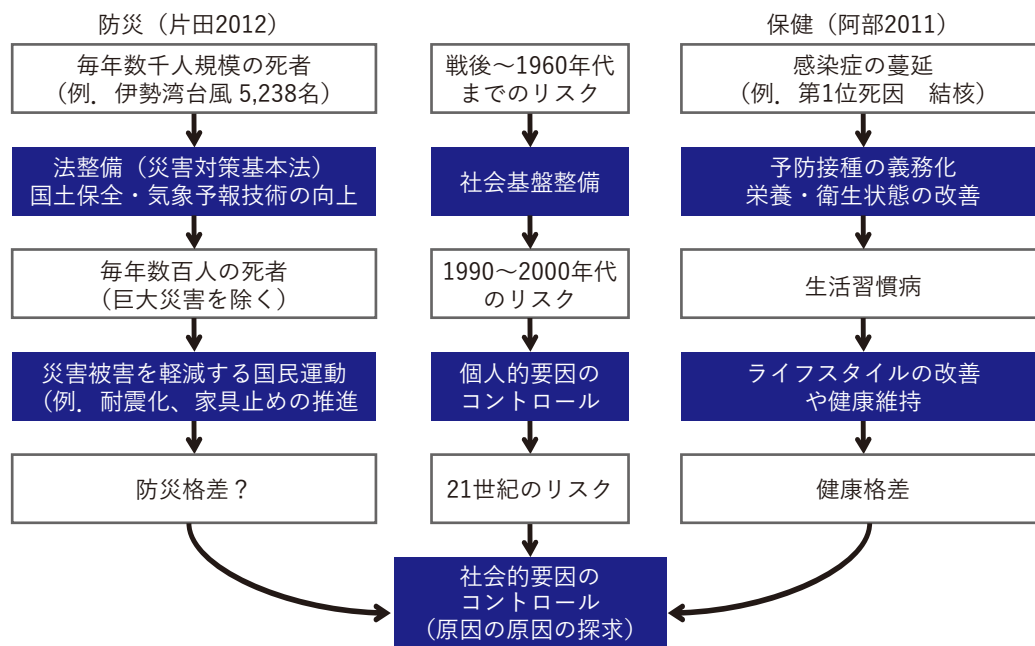 防災（片田2012）
毎年数千人規模の死者
（例．伊勢湾台風 5,238名）
法整備（災害対策基本法）
国土保全・気象予報技術の向上
毎年数百人の死者
（巨大災害を除く）
災害被害を軽減する国民運動
（例．耐震化、家具止めの推進
防災格差？
戦後～1960年代
までのリスク
社会基盤整備
1990～2000年代
のリスク
個人的要因の
コントロール
21世紀のリスク
保健（阿部2011）
感染症の蔓延
（例．第1位死因　結核）
予防接種の義務化
栄養・衛生状態の改善
生活習慣病
ライフスタイルの改善
や健康維持
健康格差
社会的要因の
コントロール
（原因の原因の探求）